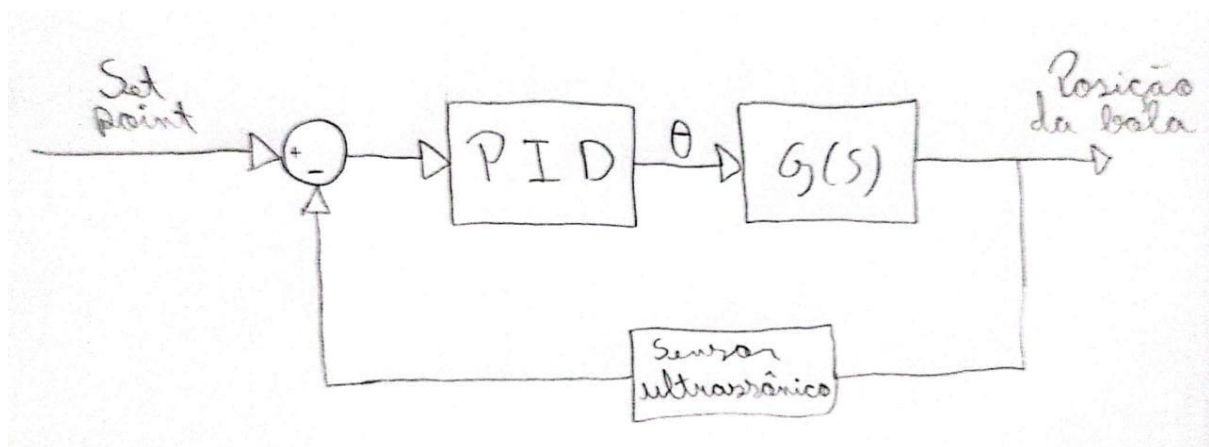 Set
point
+
-
PID
θ
G(S)
Posição
da bola
Sensor
ultrassônico